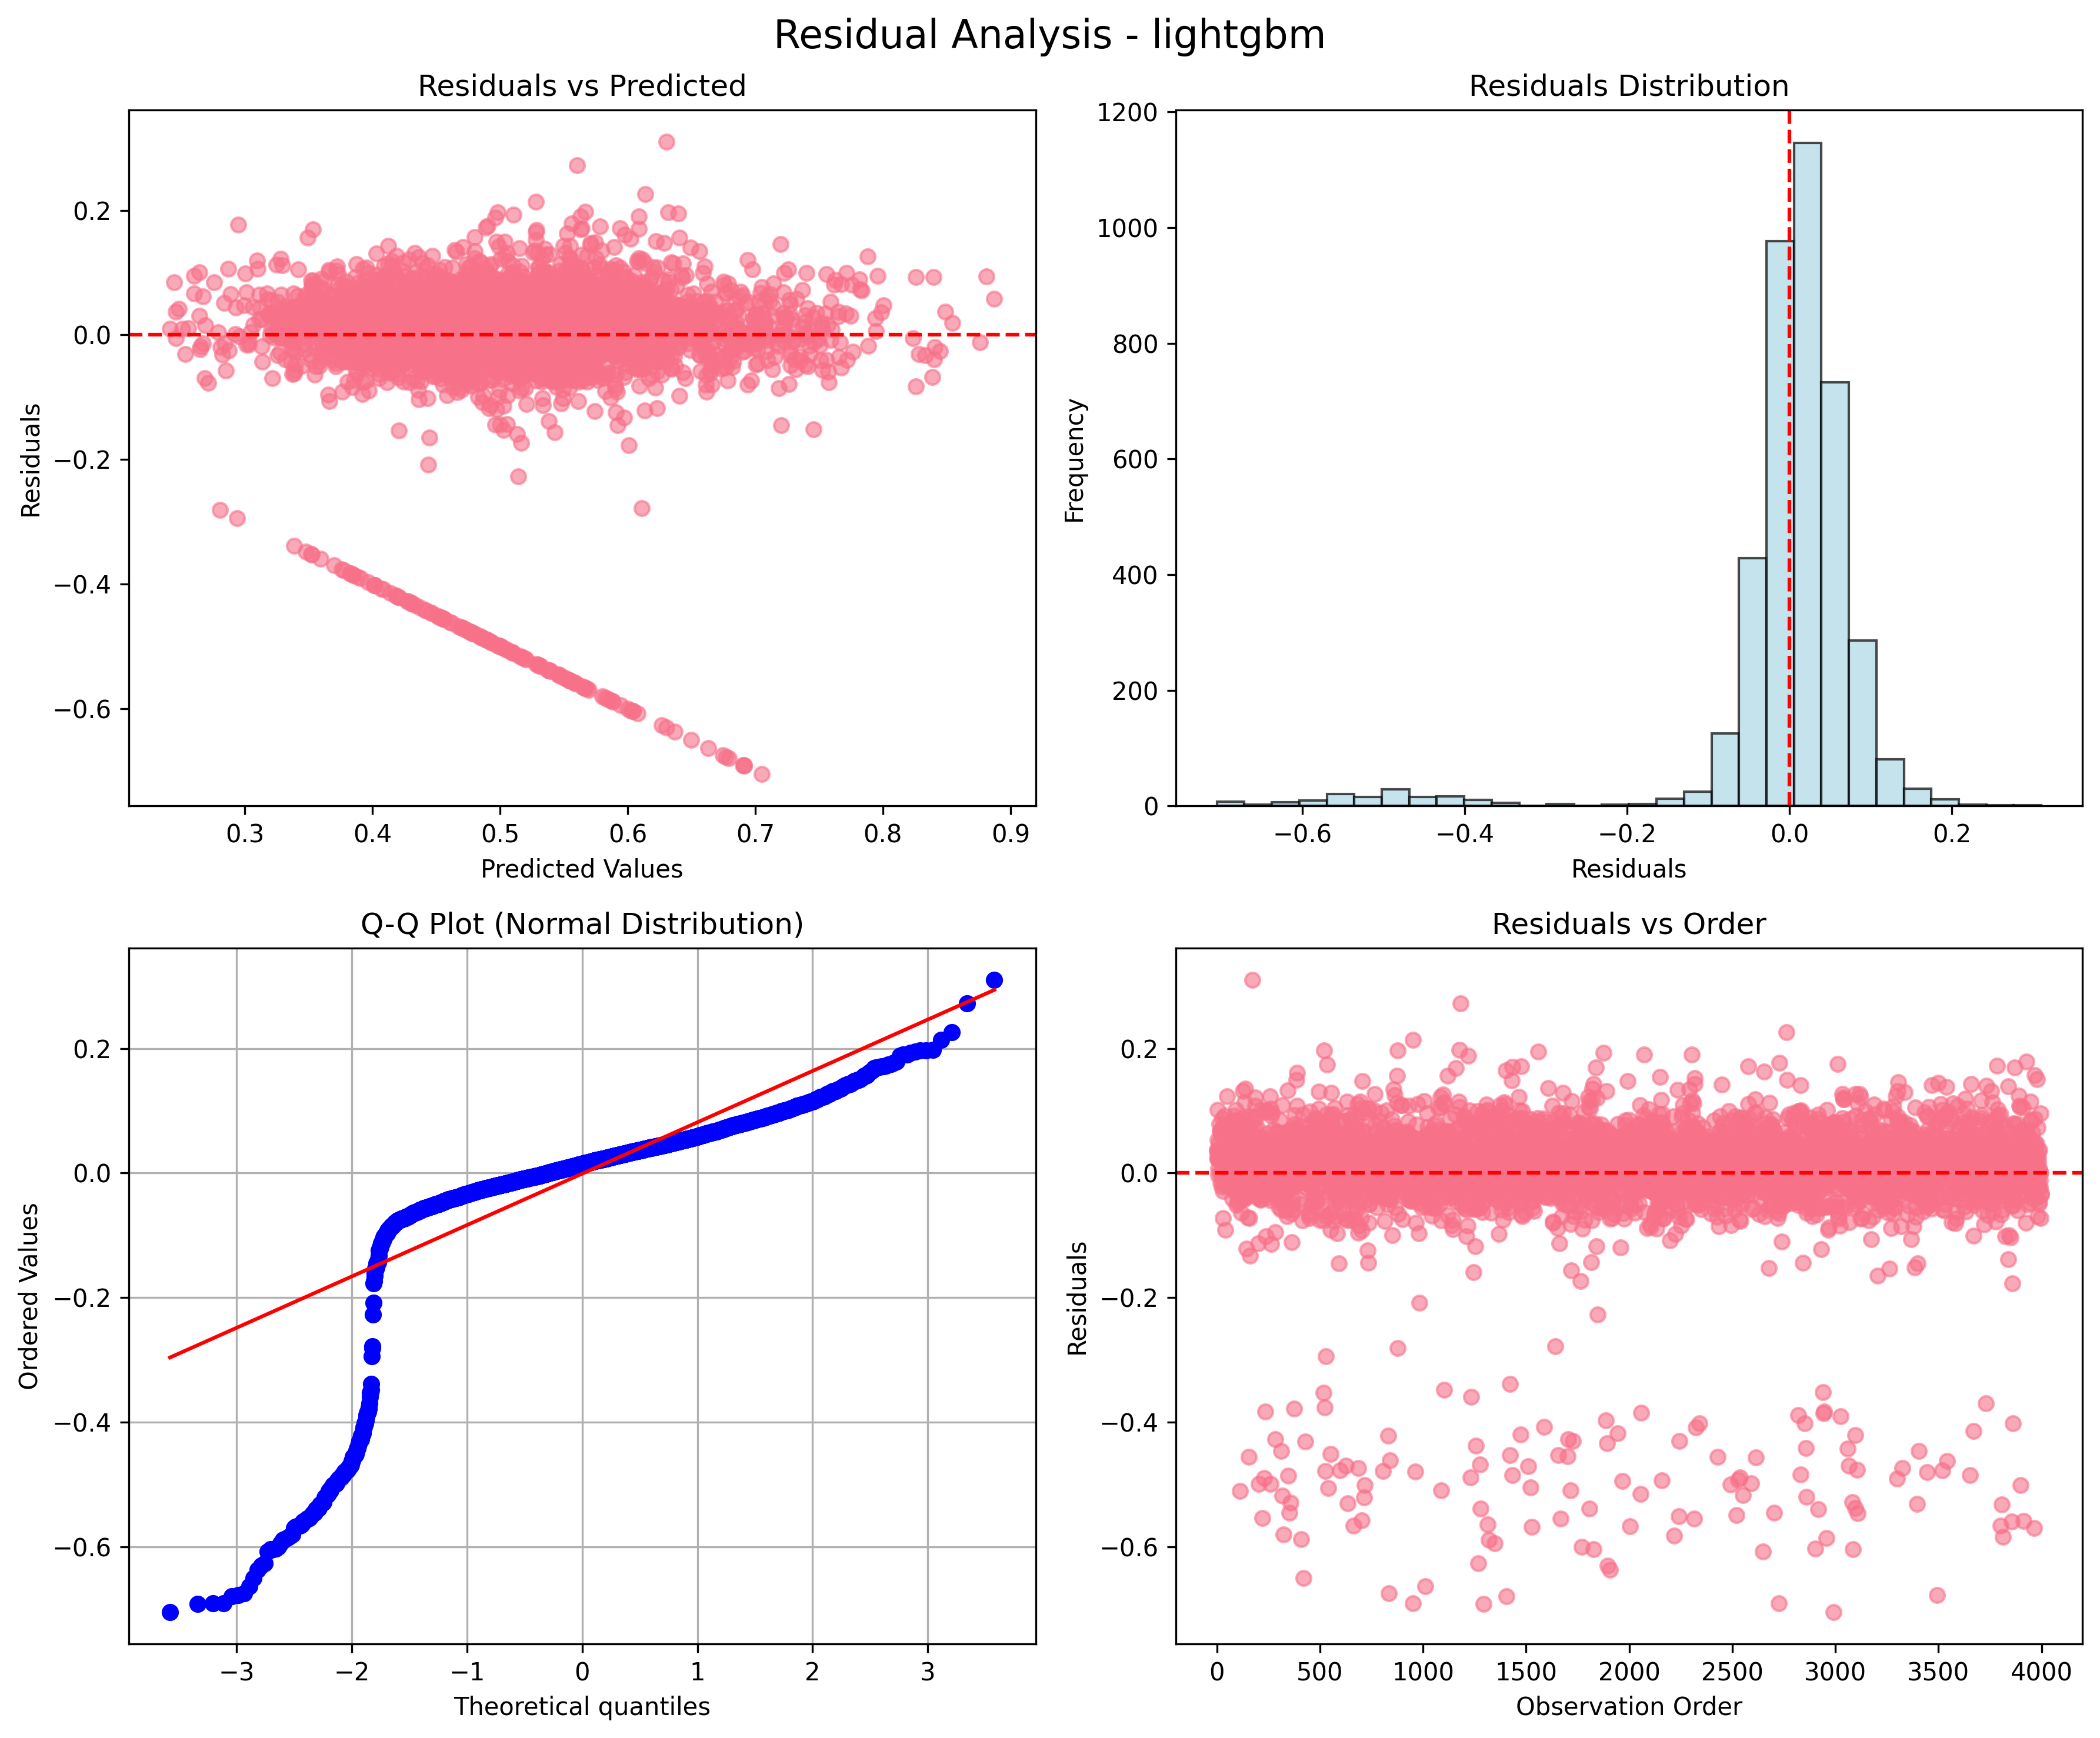 Residual Analysis - lightgbm
Residuals vs Predicted
Residuals
0.2
0.0
−0.2
−0.4
−0.6
0.3 0.4 0.5 0.6 0.7 0.8 0.9
Predicted Values
Residuals Distribution
Frequency
1200
1000
800
600
400
200
0
−0.6 −0.4 −0.2 0.0 0.2
Residuals
Q-Q Plot (Normal Distribution)
Ordered Values
0.2
0.0
−0.2
−0.4
−0.6
−3 −2 −1 0 1 2 3
Theoretical quantiles
Residuals vs Order
Residuals
0.2
0.0
−0.2
−0.4
−0.6
0 500 1000 1500 2000 2500 3000 3500 4000
Observation Order